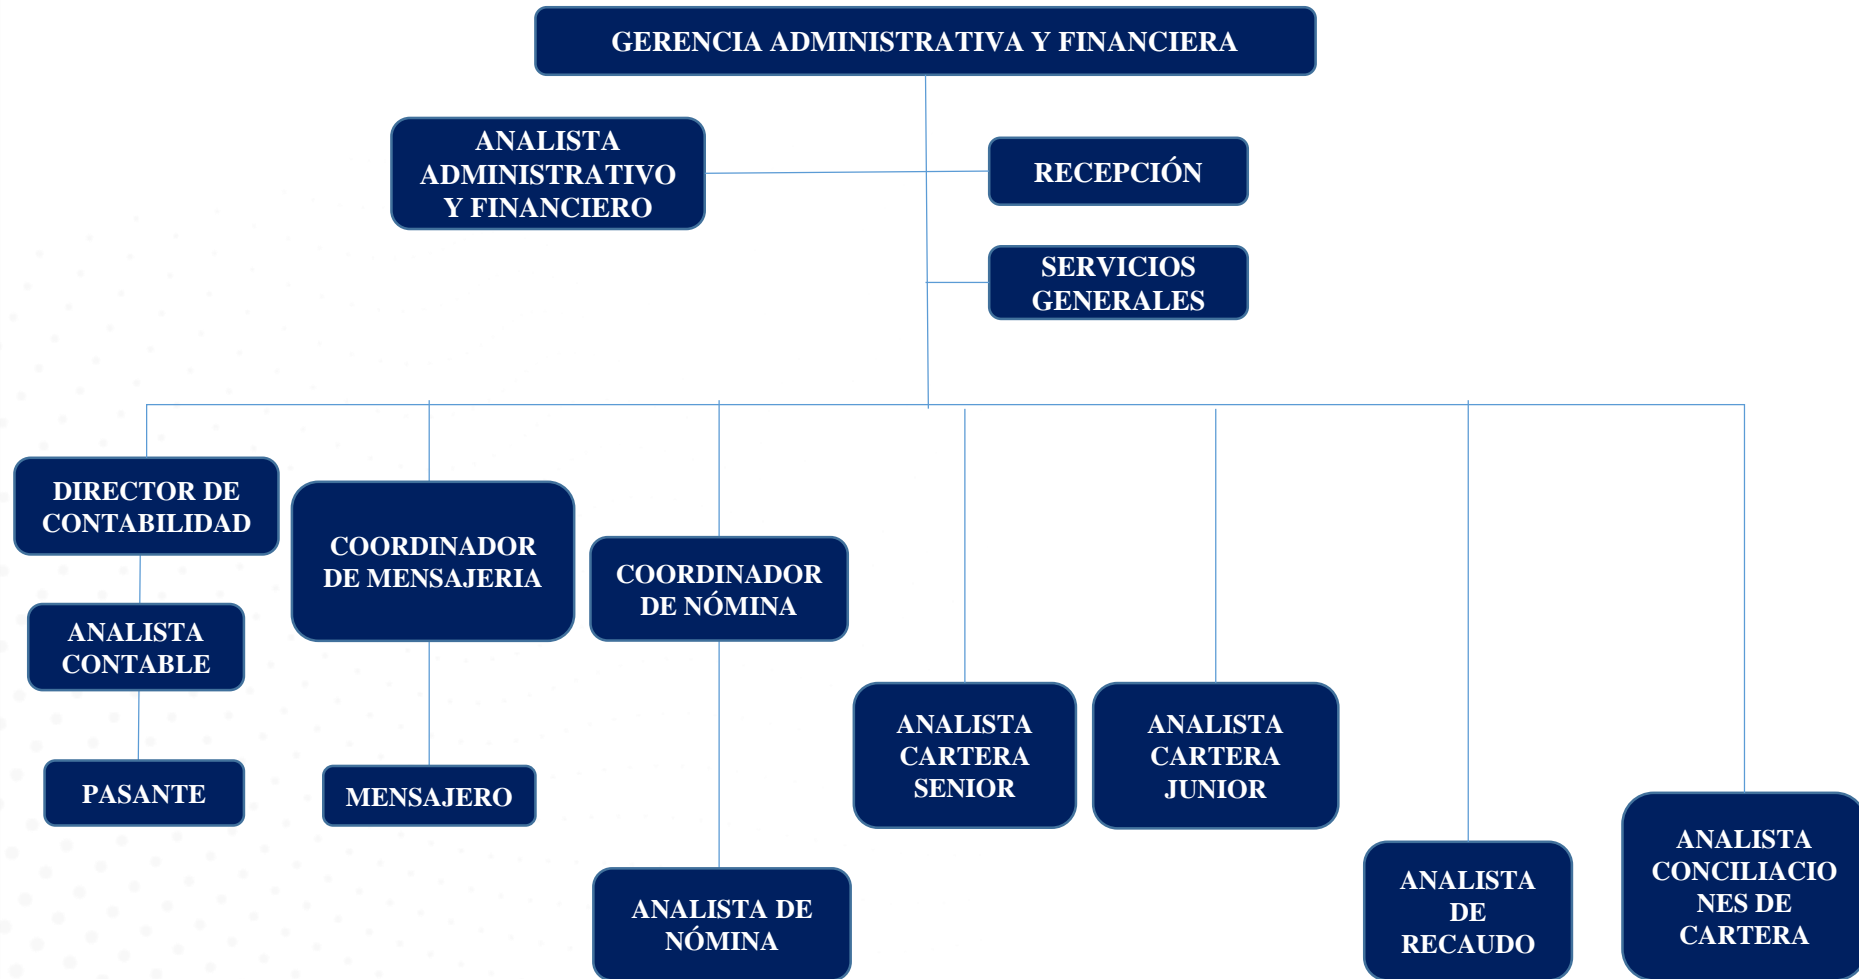 GERENCIA ADMINISTRATIVA Y FINANCIERA
ANALISTA
ADMINISTRATIVO
Y FINANCIERO
RECEPCIÓN
SERVICIOS
GENERALES
DIRECTOR DE
CONTABILIDAD
COORDINADOR
DE MENSAJERIA
COORDINADOR
DE NÓMINA
ANALISTA
CONTABLE
ANALISTA
CARTERA
SENIOR
ANALISTA
CARTERA
JUNIOR
PASANTE
MENSAJERO
ANALISTA DE
NÓMINA
ANALISTA
DE
RECAUDO
ANALISTA
CONCILIACIO
NES DE
CARTERA